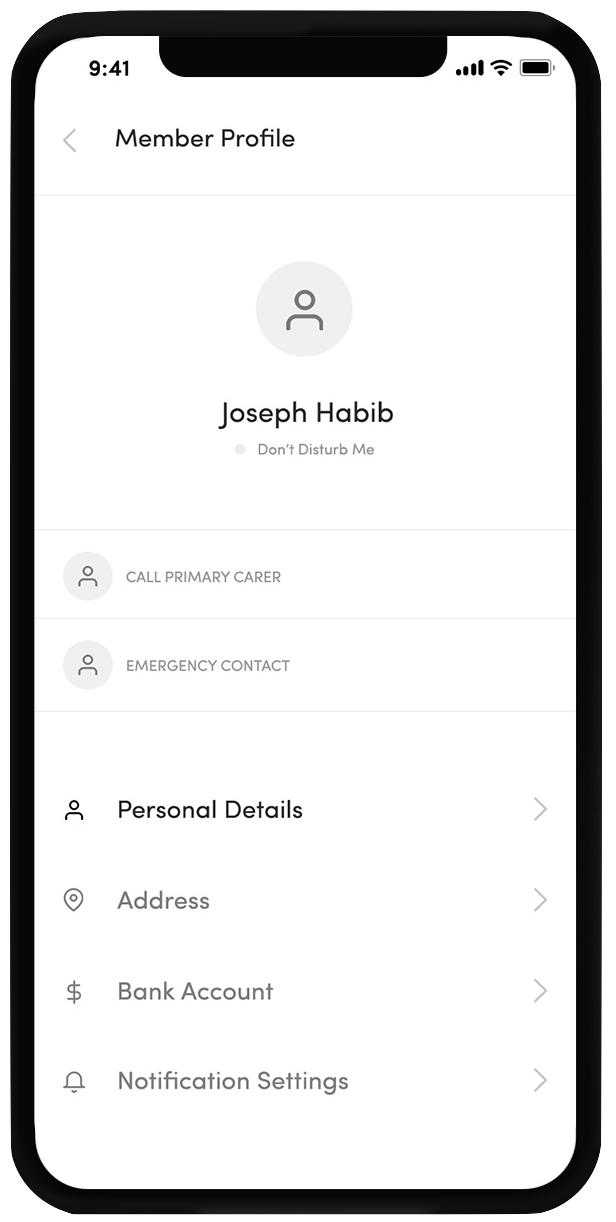 9:41
Member Profile
Joseph Habib
Don't Disturb Me
CALL PRIMARY CARER
EMERGENCY CONTACT
Personal Details
Address
$ Bank Account
Notification Settings